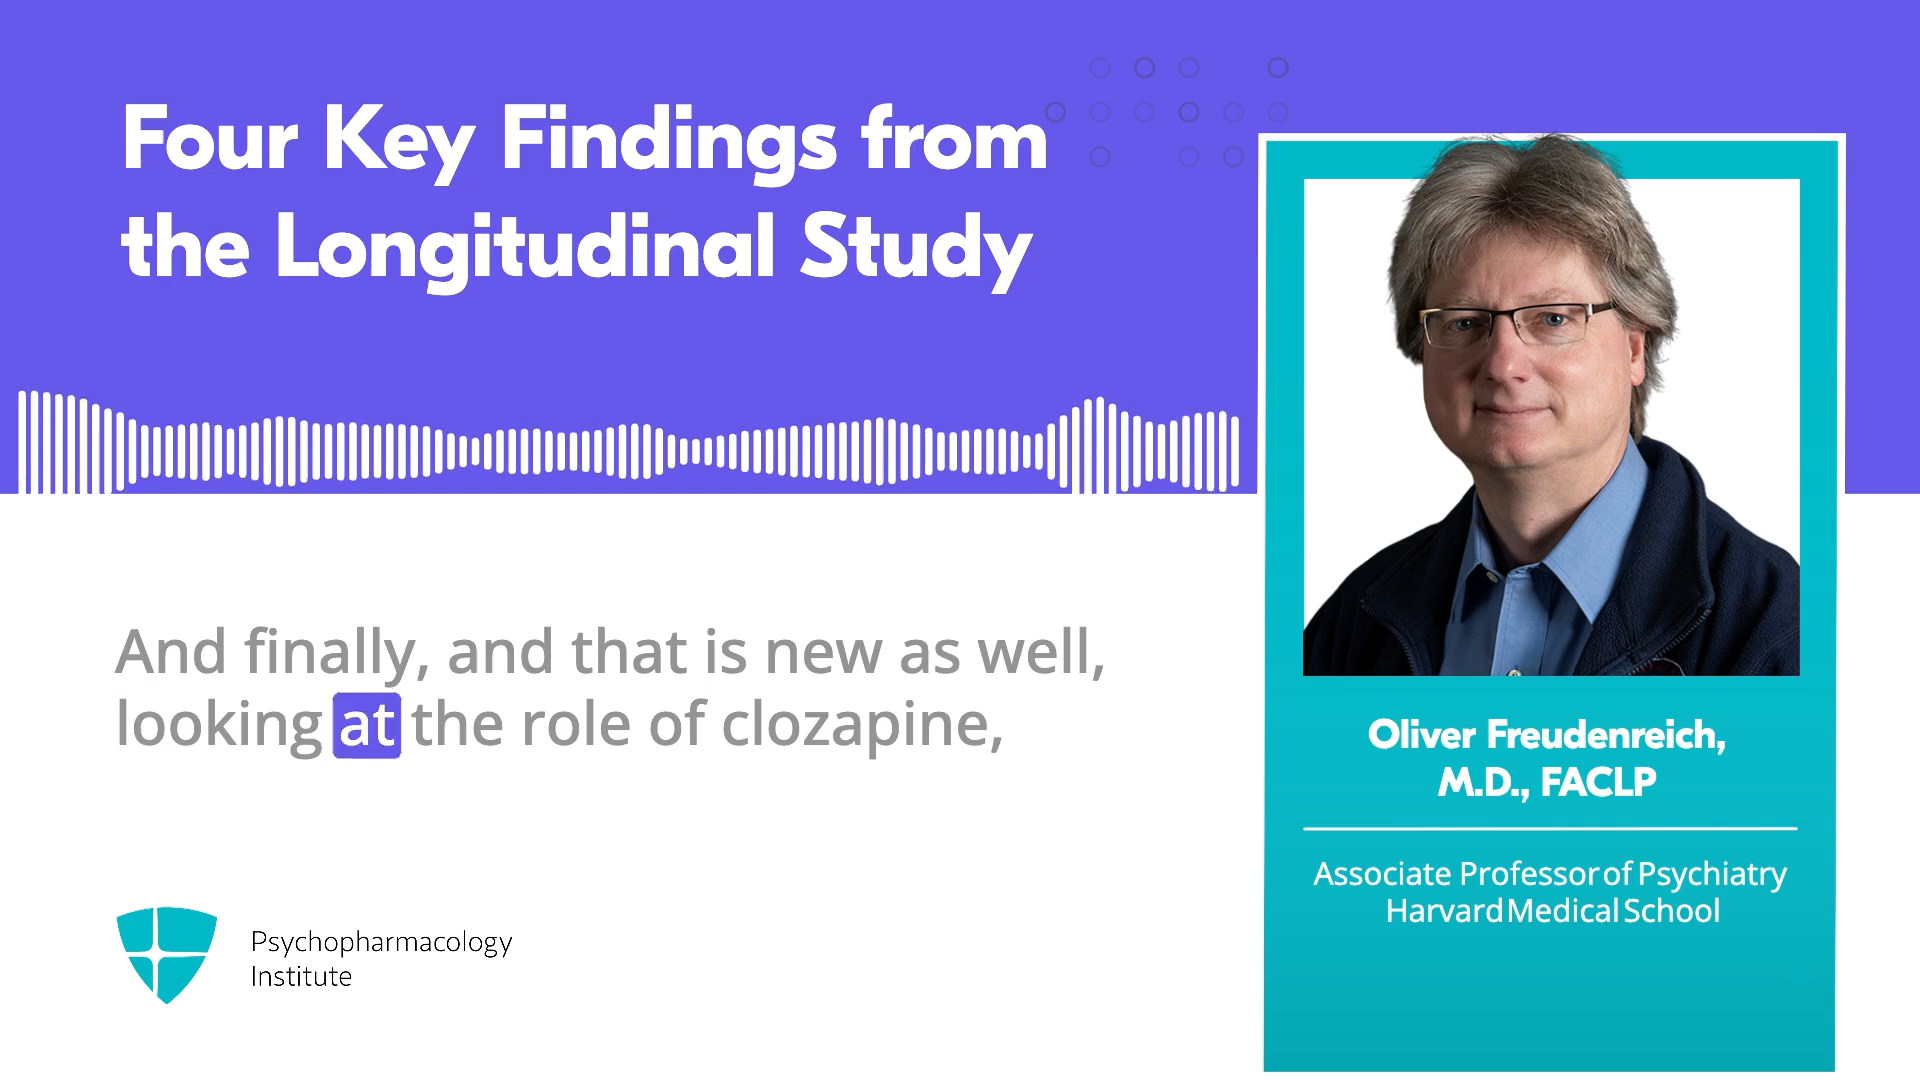 Four Key Findings from
the Longitudinal Study
And finally, and that is new as well,
looking at the role of clozapine,
Psychopharmacology
Institute
Oliver Freudenreich,
M.D., FACLP
Associate Professor of Psychiatry
Harvard Medical School